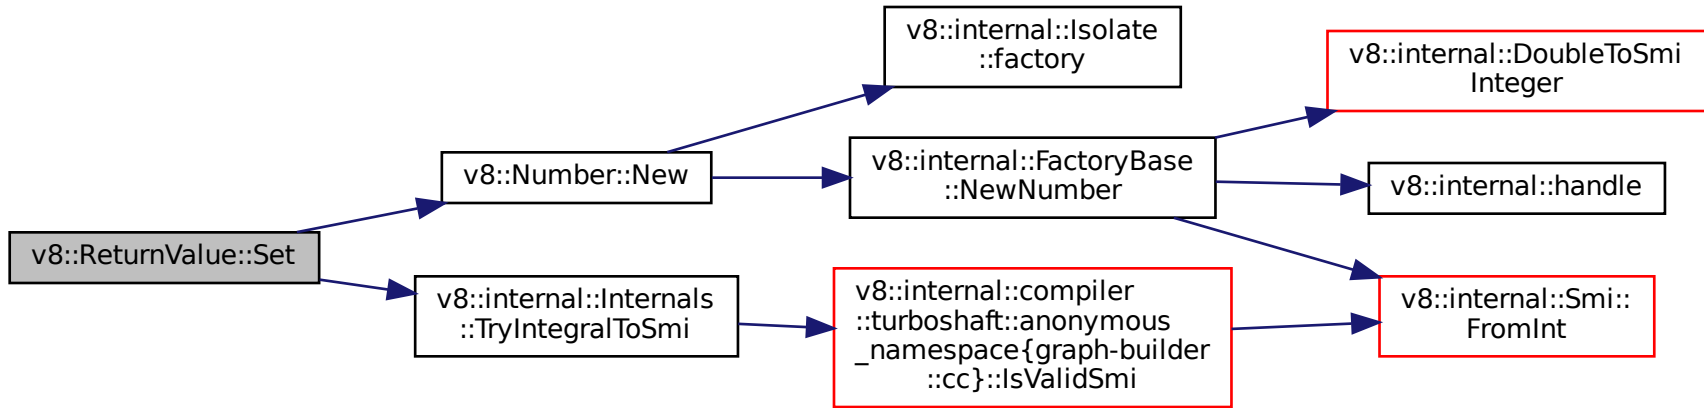 v8::internal::Isolate
::factory
v8::internal::DoubleToSmi
Integer
v8::Number::New
v8::internal::FactoryBase
::NewNumber
v8::internal::handle
v8::ReturnValue::Set
v8::internal::Internals
::TryIntegralToSmi
v8::internal::compiler
::turboshaft::anonymous
_namespace{graph-builder
::cc}::IsValidSmi
v8::internal::Smi::
FromInt